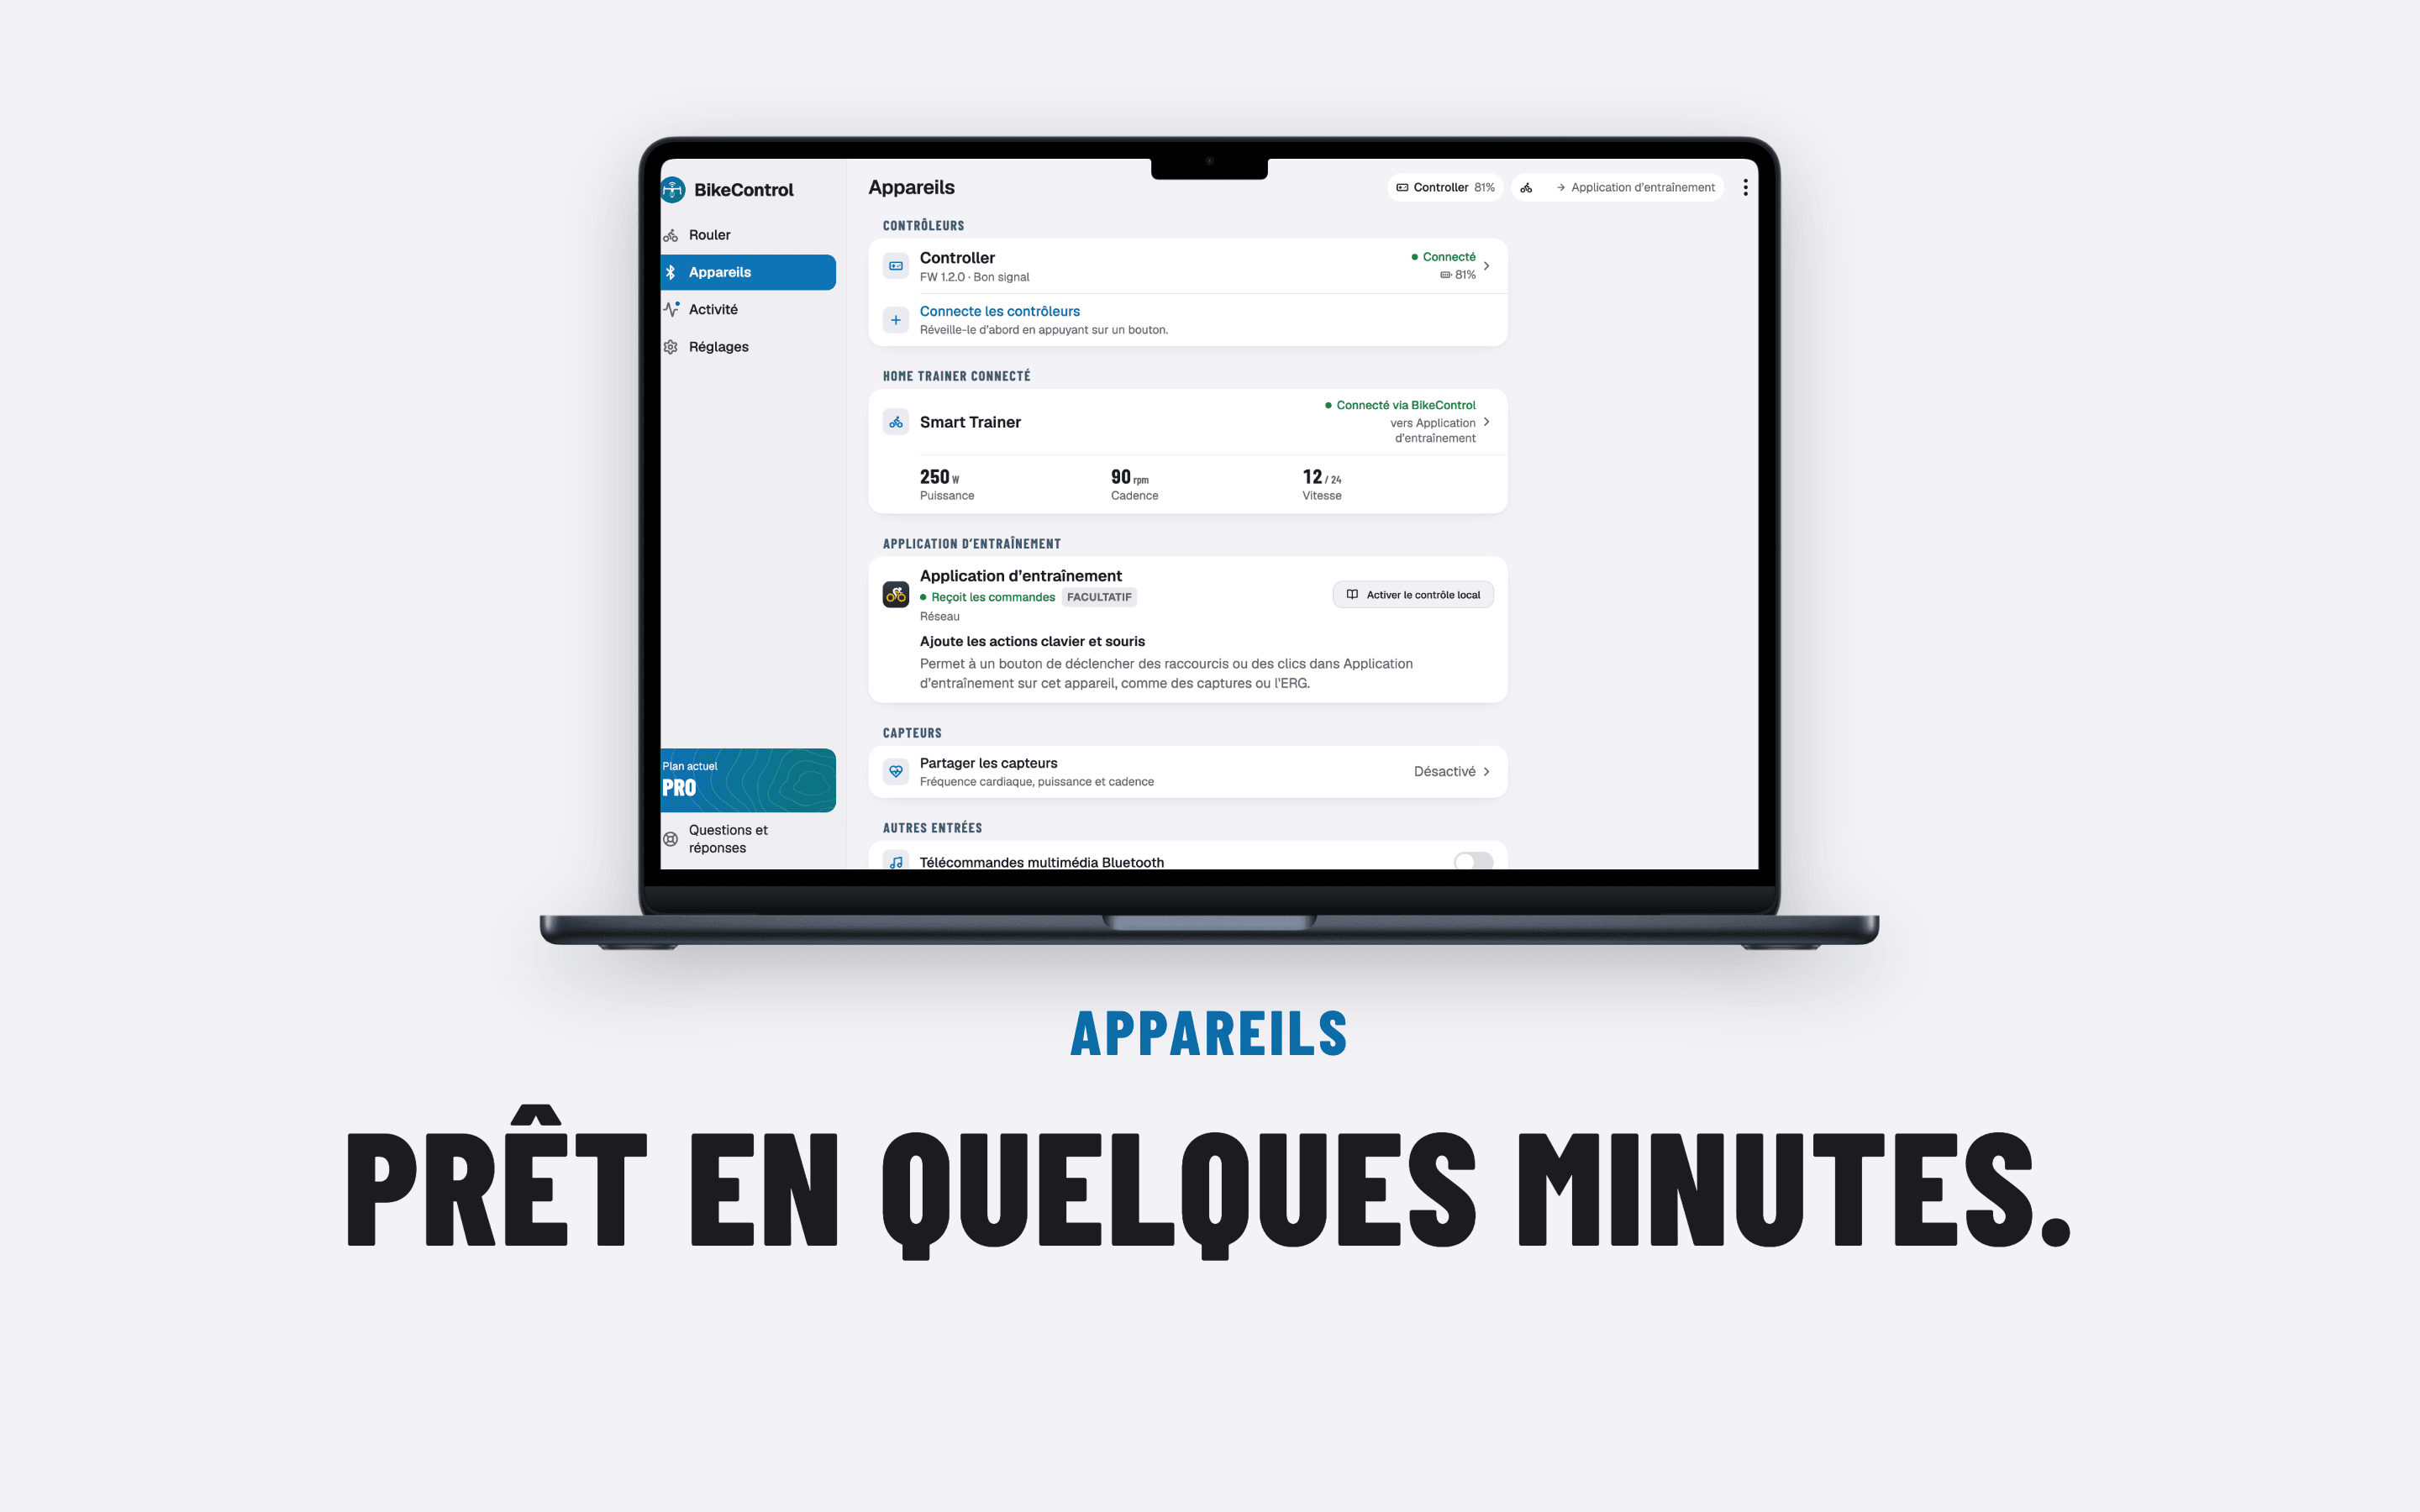 BikeControl
Rouler
Appareils
Activité
Réglages
Plan actuel
PRO
Questions et
réponses
Appareils
Controller 81%
→ Application d'entraînement
CONTRÔLEURS
Controller
FW 1.2.0 · Bon signal
Connecté
81%
Connecte les contrôleurs
Réveille-le d'abord en appuyant sur un bouton.
HOME TRAINER CONNECTÉ
Smart Trainer
Connecté via BikeControl
vers Application
d'entraînement
250 W
Puissance
90 rpm
Cadence
12 / 24
Vitesse
APPLICATION D'ENTRAÎNEMENT
Application d'entraînement
Reçoit les commandes FACULTATIF
Réseau
Activer le contrôle local
Ajoute les actions clavier et souris
Permet à un bouton de déclencher des raccourcis ou des clics dans Application
d'entraînement sur cet appareil, comme des captures ou l'ERG.
CAPTEURS
Partager les capteurs
Fréquence cardiaque, puissance et cadence
Désactivé
AUTRES ENTRÉES
Télécommandes multimédia Bluetooth
APPAREILS
PRÊT EN QUELQUES MINUTES.